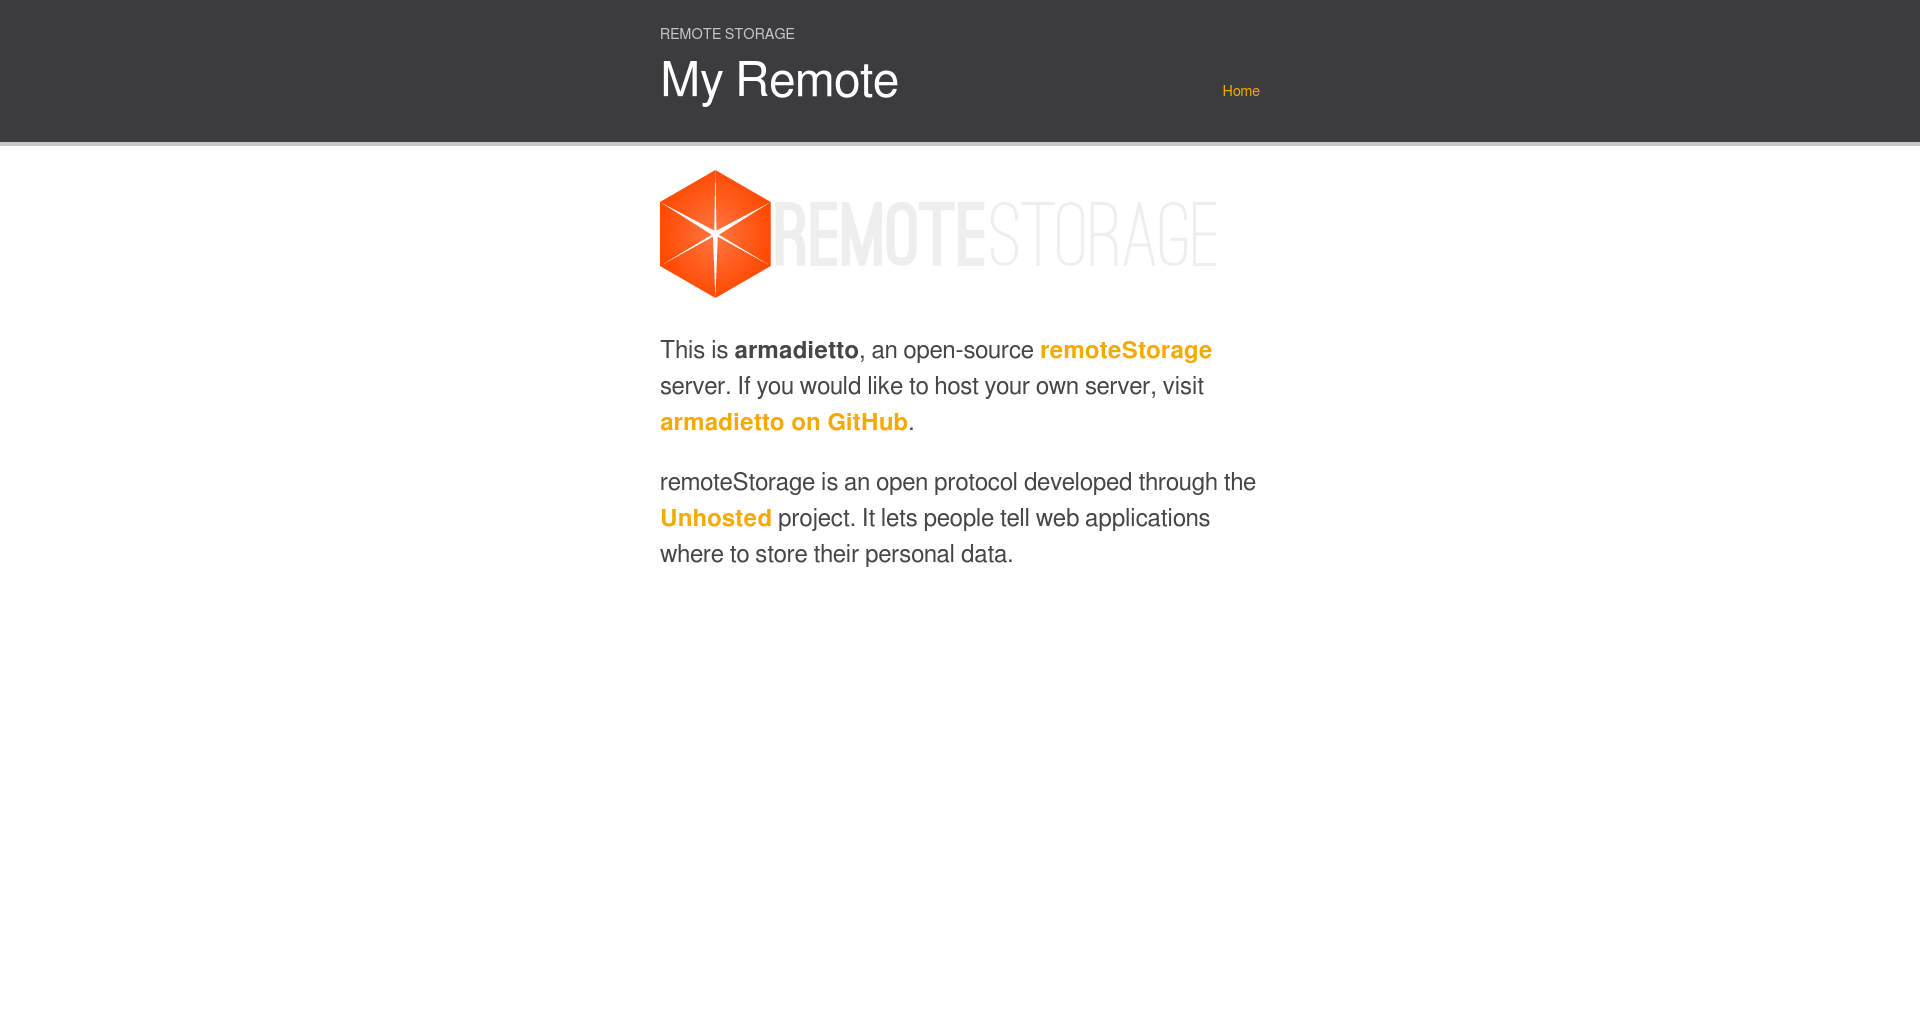 REMOTE STORAGE
My Remote
Home
REMOTESTORAGE
This is armadietto, an open-source remoteStorage
server. If you would like to host your own server, visit
armadietto on GitHub.
remoteStorage is an open protocol developed through the
Unhosted project. It lets people tell web applications
where to store their personal data.